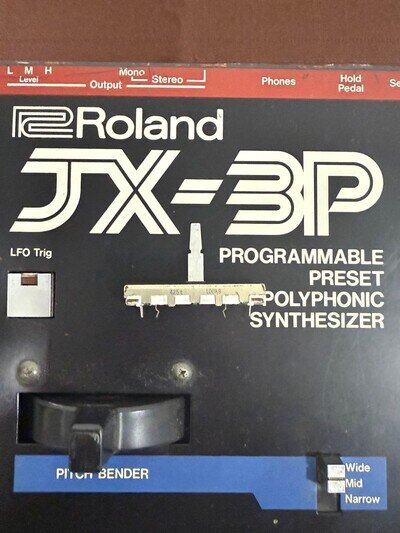 L M H
Level
Output
Mono
Stereo
Phones
Hold
Pedal
Se
Roland
JX-3P
LFO Trig
PROGRAMMABLE
PRESET
POLYPHONIC
SYNTHESIZER
PITCH BENDER
Wide
Mid
Narrow